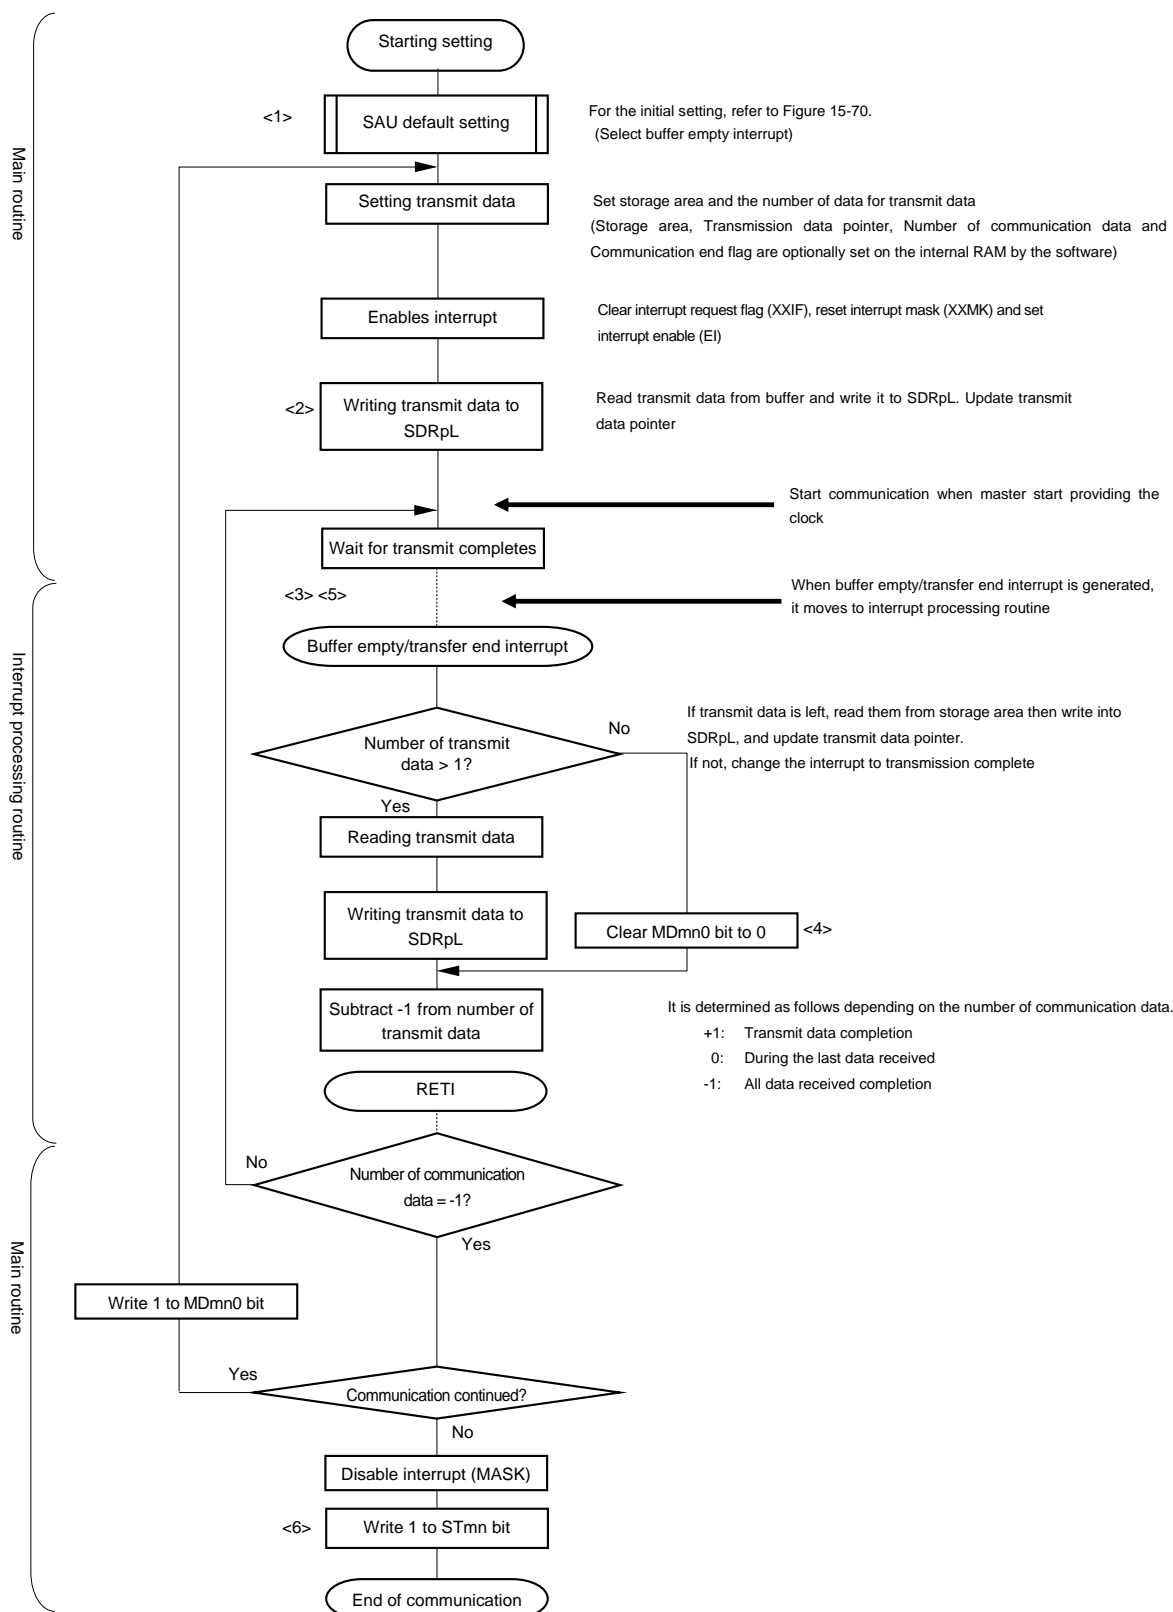 Starting setting
<1>
SAU default setting
For the initial setting, refer to Figure 15-70.
(Select buffer empty interrupt)
Main routine
Setting transmit data
Set storage area and the number of data for transmit data
(Storage area, Transmission data pointer, Number of communication data and
Communication end flag are optionally set on the internal RAM by the software)
Enables interrupt
Clear interrupt request flag (XXIF), reset interrupt mask (XXMK) and set
interrupt enable (EI)
<2>
Writing transmit data to
SDRpL
Read transmit data from buffer and write it to SDRpL. Update transmit
data pointer
Start communication when master start providing the
clock
Wait for transmit completes
<3> <5>
When buffer empty/transfer end interrupt is generated,
it moves to interrupt processing routine
Buffer empty/transfer end interrupt
Interrupt processing routine
Number of transmit
data > 1?
No
If transmit data is left, read them from storage area then write into
SDRpL, and update transmit data pointer.
If not, change the interrupt to transmission complete
Yes
Reading transmit data
Writing transmit data to
SDRpL
Clear MDmn0 bit to 0
<4>
Subtract -1 from number of
transmit data
It is determined as follows depending on the number of communication data.
+1: Transmit data completion
0: During the last data received
-1: All data received completion
RETI
No
Number of communication
data = -1?
Yes
Main routine
Write 1 to MDmn0 bit
Yes
Communication continued?
No
Disable interrupt (MASK)
<6>
Write 1 to STmn bit
End of communication